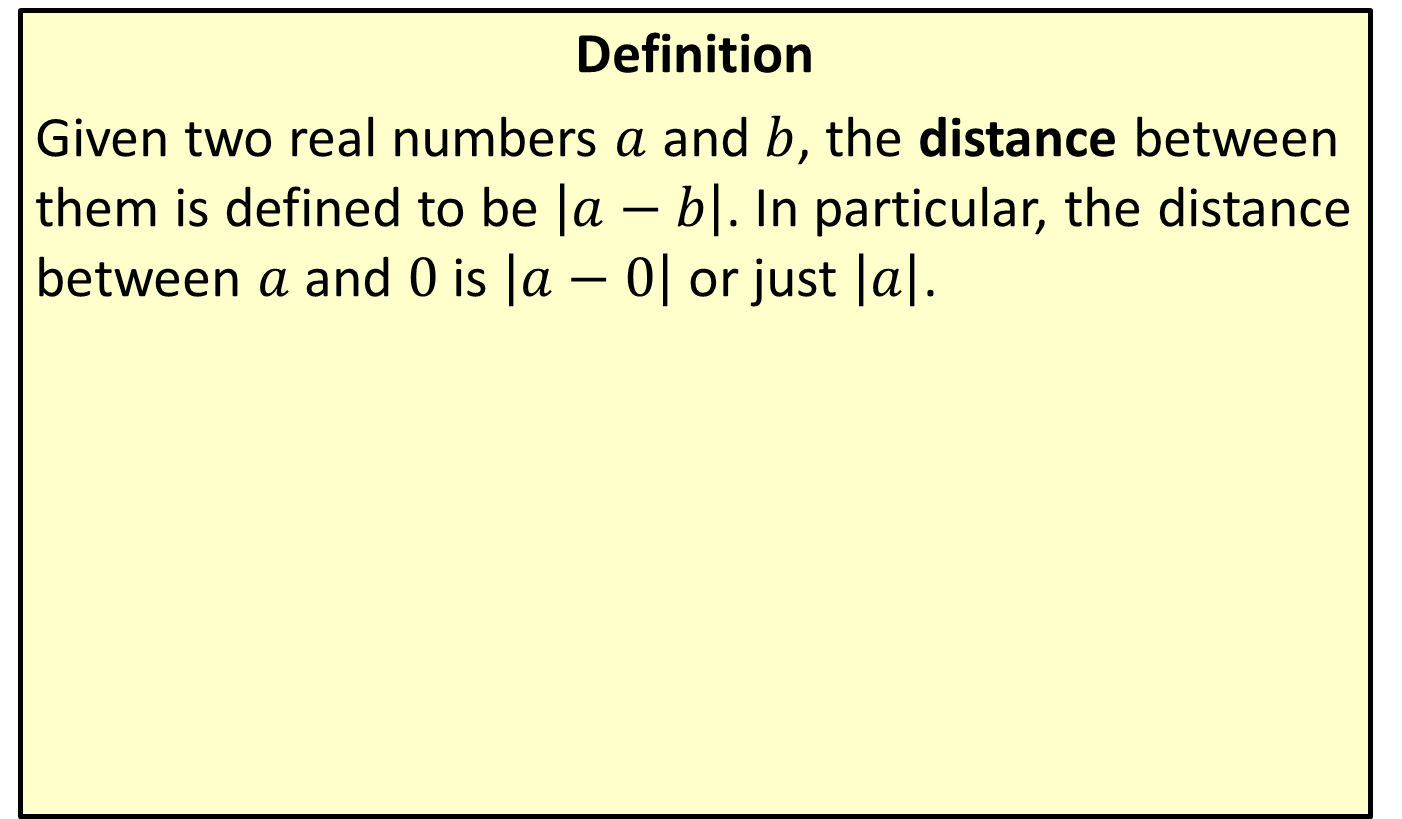 Definition
Given two real numbers 𝑎 and 𝑏, the distance between
them is defined to be |𝑎 − 𝑏|. In particular, the distance
between 𝑎 and 0 is |𝑎 − 0| or just |𝑎|.